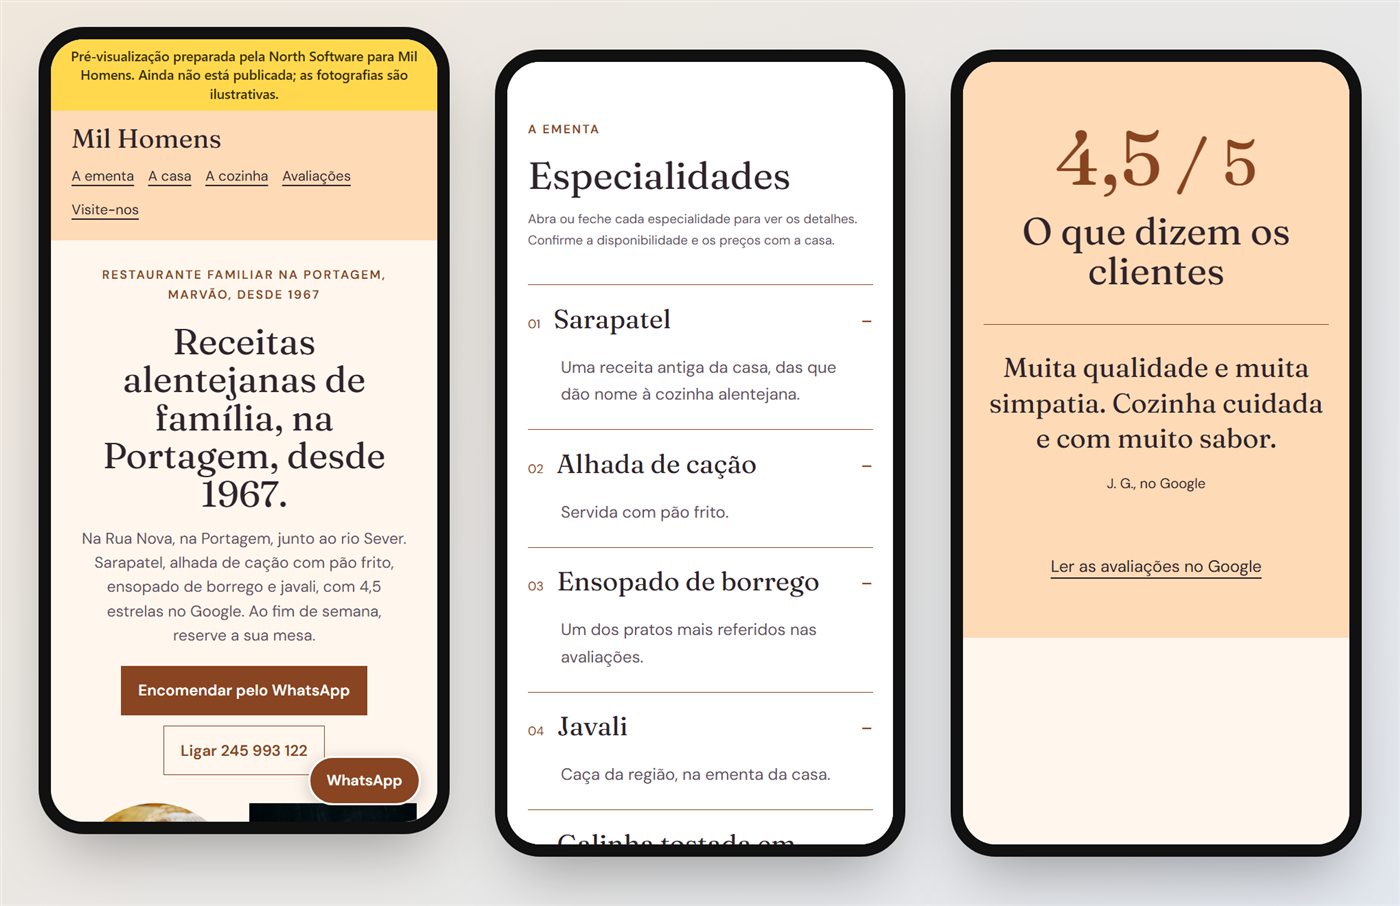 Pré-visualização preparada pela North Software para Mil
Homens. Ainda não está publicada; as fotografias são
ilustrativas.
Mil Homens
A ementa A casa A cozinha Avaliações
Visite-nos
RESTAURANTE FAMILIAR NA PORTAGEM,
MARVÃO, DESDE 1967
Receitas
alentejanas de
família, na
Portagem, desde
1967.
Na Rua Nova, na Portagem, junto ao rio Sever.
Sarapatel, alhada de cação com pão frito,
ensopado de borrego e javali, com 4,5
estrelas no Google. Ao fim de semana,
reserve a sua mesa.
Encomendar pelo WhatsApp
Ligar 245 993 122
WhatsApp
A EMENTA
Especialidades
Abra ou feche cada especialidade para ver os detalhes.
Confirme a disponibilidade e os preços com a casa.
01 Sarapatel –
Uma receita antiga da casa, das que
dão nome à cozinha alentejana.
02 Alhada de cação –
Servida com pão frito.
03 Ensopado de borrego –
Um dos pratos mais referidos nas
avaliações.
04 Javali –
Caça da região, na ementa da casa.
Galinha tostada em
4,5 / 5
O que dizem os
clientes
Muita qualidade e muita
simpatia. Cozinha cuidada
e com muito sabor.
J. G., no Google
Ler as avaliações no Google